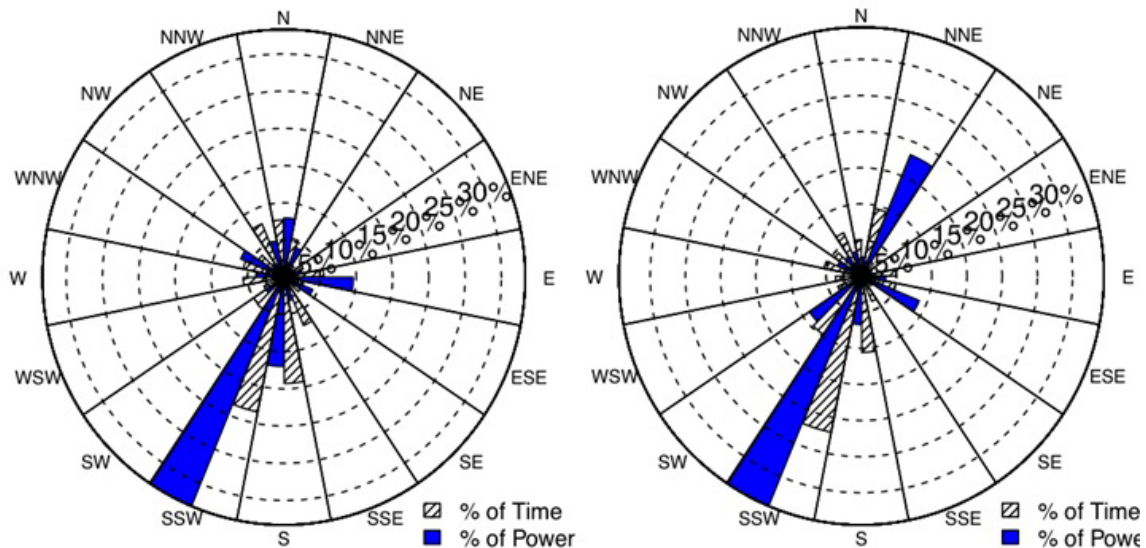 N
NNW
NNE
NW
NE
WNW
ENE
10%
15%
20%
25%
30%
W
E
WSW
ESE
SW
SE
SSW
SSE
S
% of Time
% of Power
N
NNW
NNE
NW
NE
WNW
ENE
10%
15%
20%
25%
30%
W
E
WSW
ESE
SW
SE
SSW
SSE
S
% of Time
% of Powe